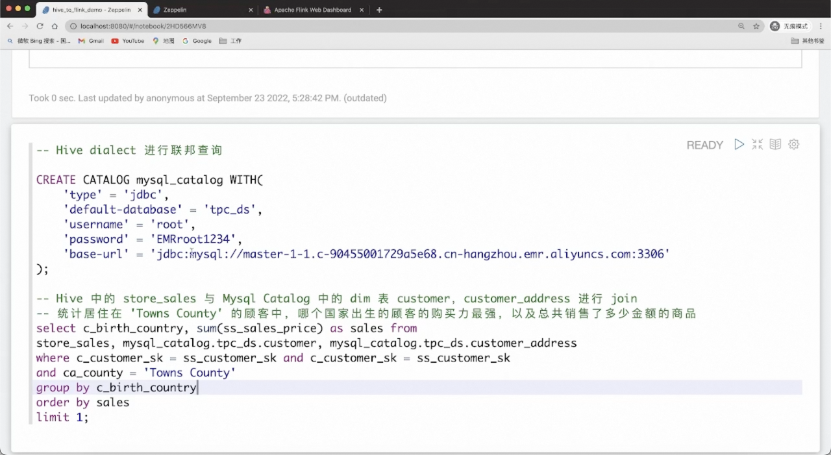 hive_to_flink_demo - Zeppelin
Zeppelin
Apache Flink Web Dashboard
localhost:8080/#/notebook/2HD666MVB
无痕模式
微软 Bing 搜索 - 国...
Gmail
YouTube
地图
Google
工作
其他书签
Took 0 sec. Last updated by anonymous at September 23 2022, 5:28:42 PM. (outdated)
READY
-- Hive dialect 进行联邦查询
CREATE CATALOG mysql_catalog WITH(
'type' = 'jdbc',
'default-database' = 'tpc_ds',
'username' = 'root',
'password' = 'EMRroot1234',
'base-url' = 'jdbc:mysql://master-1-1.c-90455001729a5e68.cn-hangzhou.emr.aliyuncs.com:3306'
);
-- Hive 中的 store_sales 与 Mysql Catalog 中的 dim 表 customer, customer_address 进行 join
-- 统计居住在 'Towns County' 的顾客中，哪个国家出生的顾客的购买力最强，以及总共销售了多少金额的商品
select c_birth_country, sum(ss_sales_price) as sales from
store_sales, mysql_catalog.tpc_ds.customer, mysql_catalog.tpc_ds.customer_address
where c_customer_sk = ss_customer_sk and c_customer_sk = ss_customer_sk
and ca_county = 'Towns County'
group by c_birth_country
order by sales
limit 1;